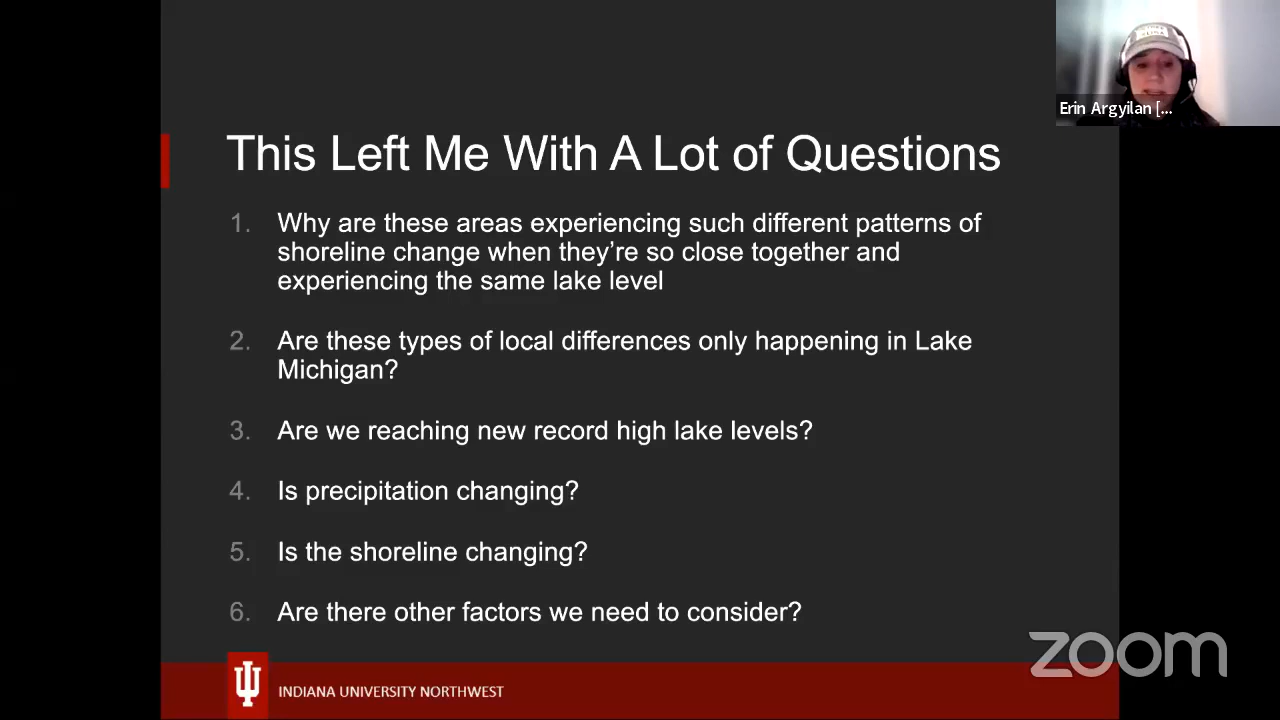 Erin Argyilan [...
This Left Me With A Lot of Questions
1. Why are these areas experiencing such different patterns of
shoreline change when they're so close together and
experiencing the same lake level
2. Are these types of local differences only happening in Lake
Michigan?
3. Are we reaching new record high lake levels?
4. Is precipitation changing?
5. Is the shoreline changing?
6. Are there other factors we need to consider?
zoom
INDIANA UNIVERSITY NORTHWEST